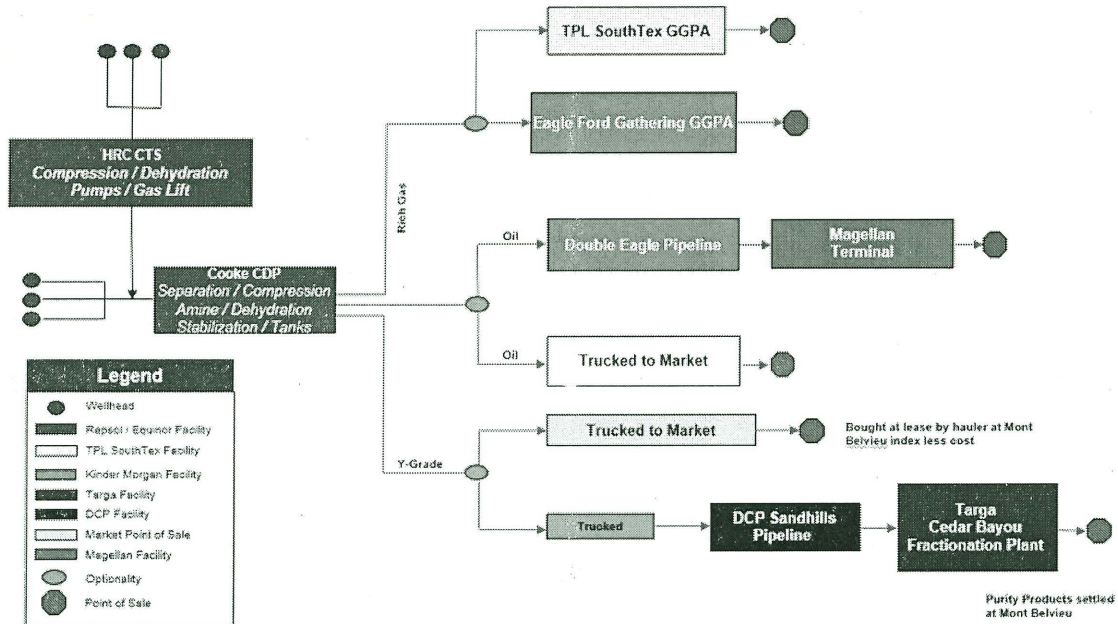 TPL SouthTex GGPA
Eagle Ford Gathering GGPA
HRC CTS
Compression / Dehydration
Pumps / Gas Lift
Rich Gas
Oil
Double Eagle Pipeline
Magellan
Terminal
Cooke CDP
Separation / Compression
Amine / Dehydration
Stabilization / Tanks
Oil
Trucked to Market
Legend
Wellhead
Repsol / Equinor Facility
TPL SouthTex Facility
Kinder Morgan Facility
Targa Facility
DCP Facility
Market Point of Sale
Magellan Facility
Optionality
Point of Sale
Y-Grade
Trucked to Market
Bought at lease by hauler at Mont
Belvieu index less cost
Trucked
DCP Sandhills
Pipeline
Targa
Cedar Bayou
Fractionation Plant
Purity Products settled
at Mont Belvieu